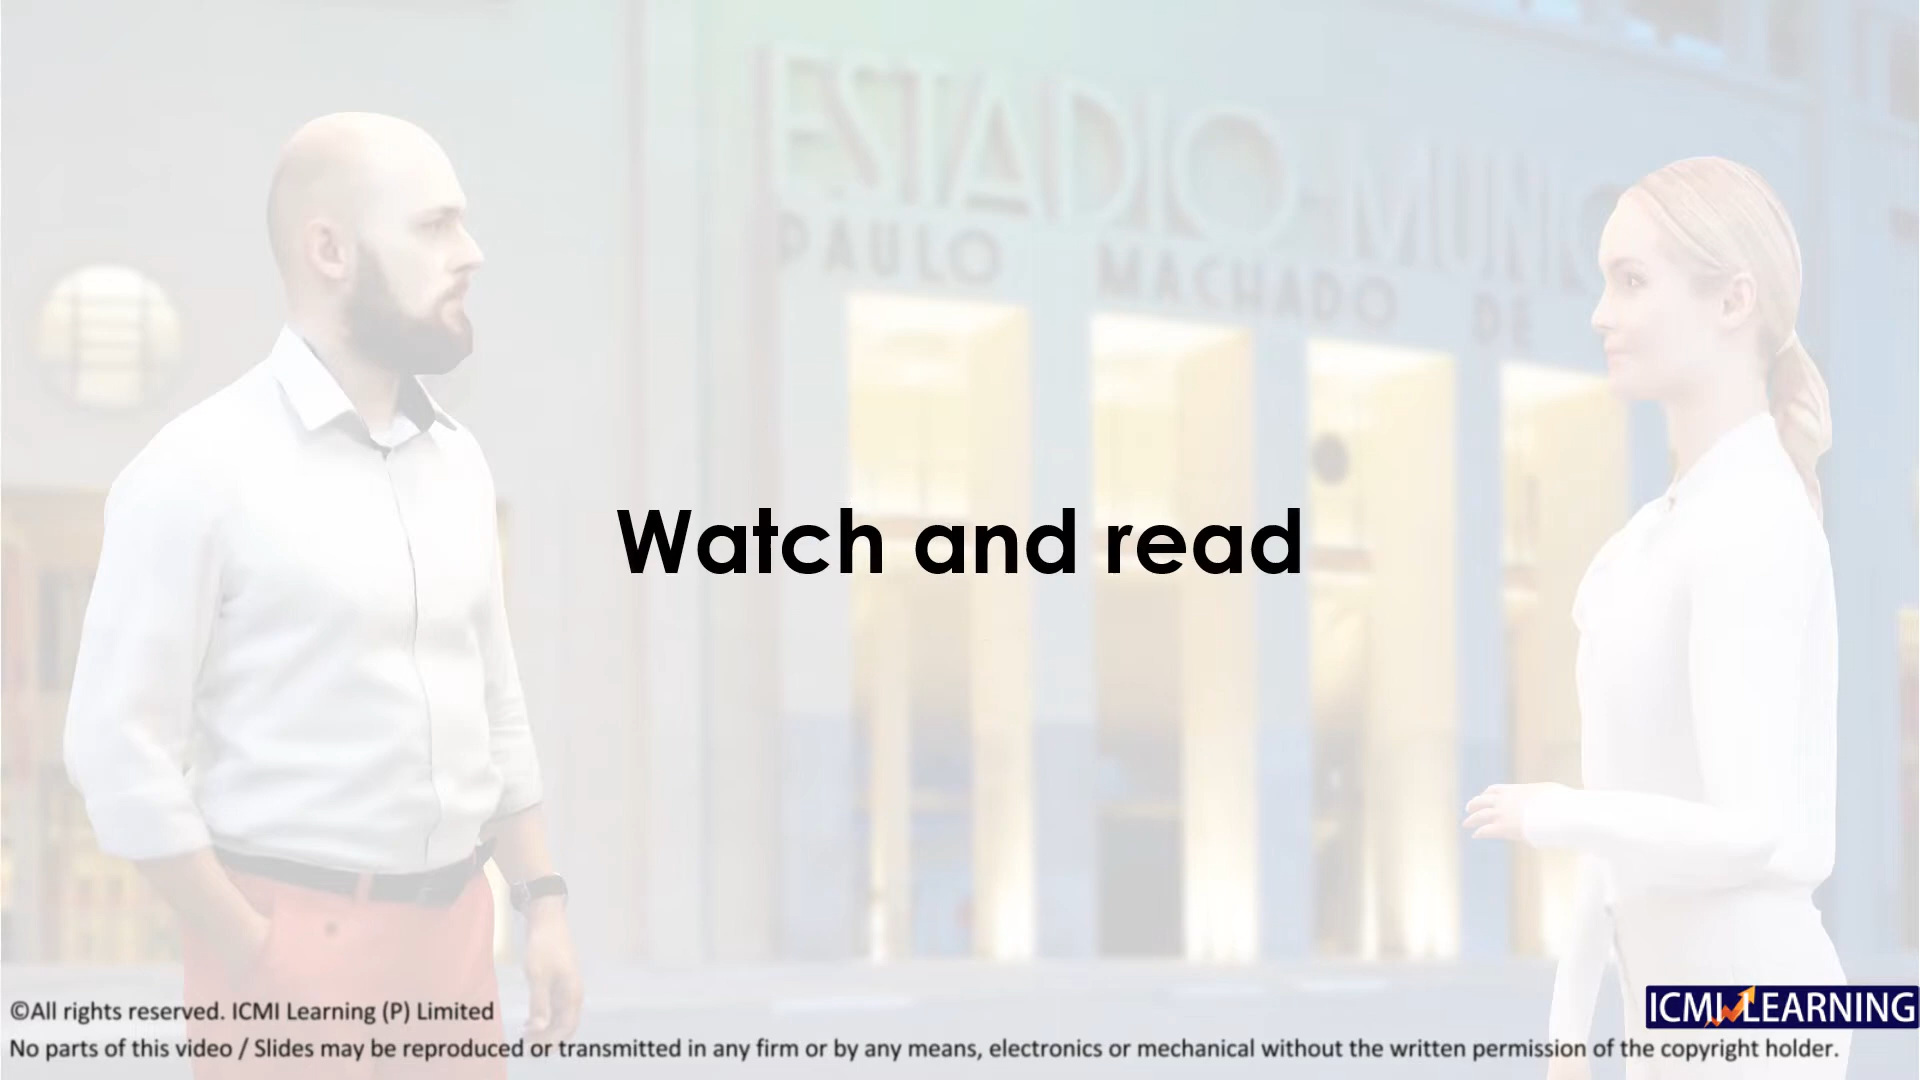 ESTADIO MUNIC
PAULO MACHADO DE
Watch and read
©All rights reserved. ICMI Learning (P) Limited
ICMI LEARNING
No parts of this video / Slides may be reproduced or transmitted in any firm or by any means, electronics or mechanical without the written permission of the copyright holder.